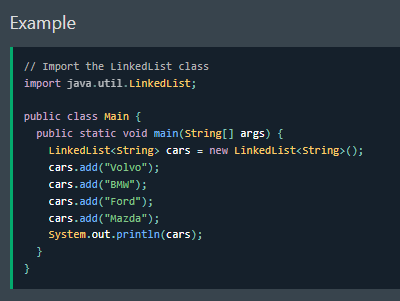 Example
// Import the LinkedList class
import java.util.LinkedList;
public class Main {
public static void main(String[] args) {
LinkedList<String> cars = new LinkedList<String>();
cars.add("Volvo");
cars.add("BMW");
cars.add("Ford");
cars.add("Mazda");
System.out.println(cars);
}
}